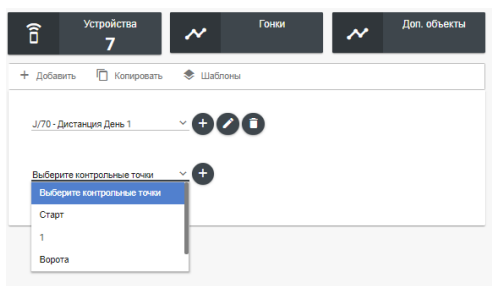 Устройства
7
Гонки
Доп. объекты
+ Добавить Копировать Шаблоны
J/70 - Дистанция День 1
Выберите контрольные точки
Выберите контрольные точки
Старт
1
Ворота